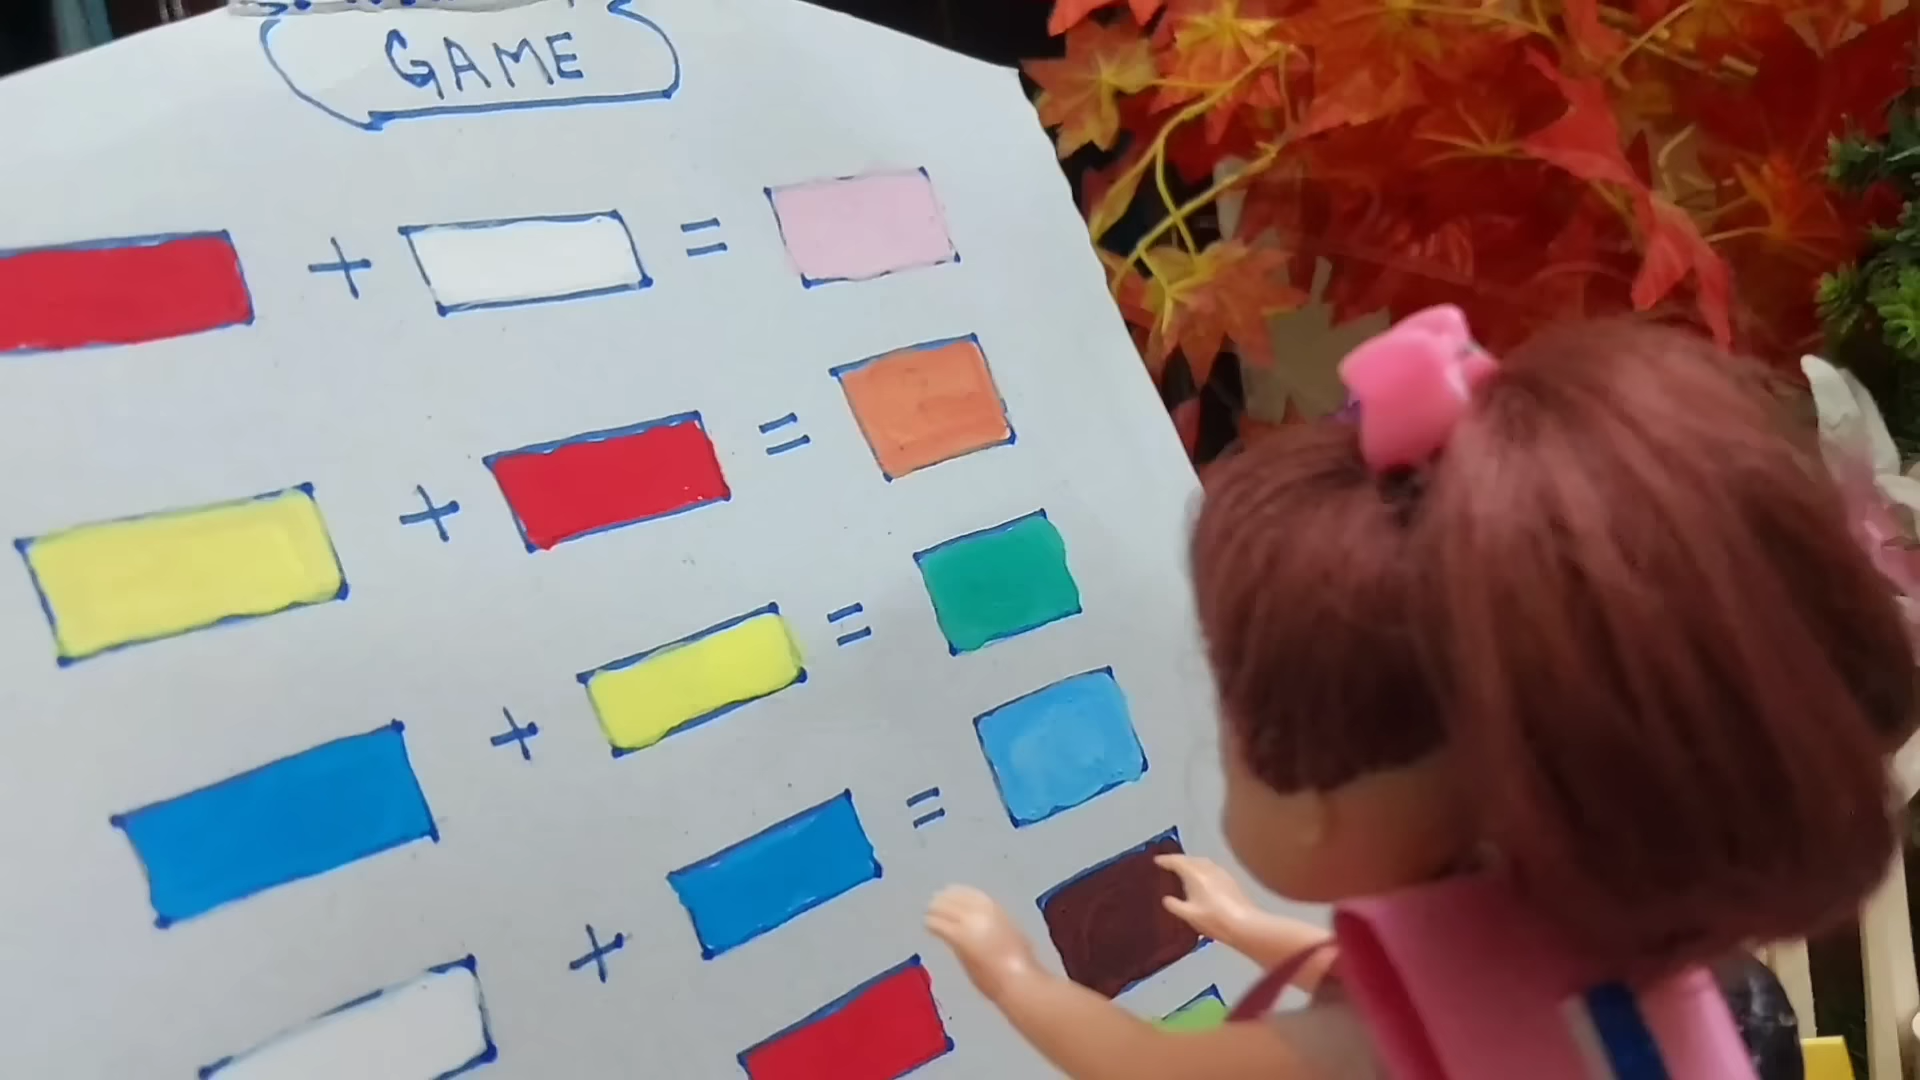 GAME
+ =
+ =
+ =
+ =